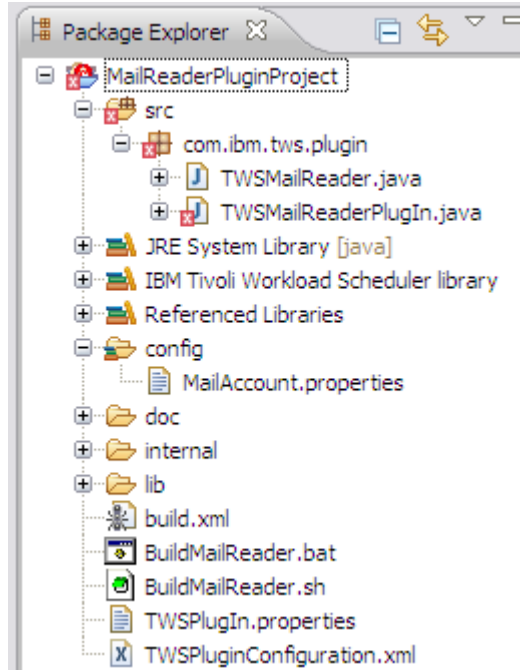 Package Explorer
MailReaderPluginProject
src
com.ibm.tws.plugin
TWSMailReader.java
TWSMailReaderPlugIn.java
JRE System Library [java]
IBM Tivoli Workload Scheduler library
Referenced Libraries
config
MailAccount.properties
doc
internal
lib
build.xml
BuildMailReader.bat
BuildMailReader.sh
TWSPlugIn.properties
TWSPluginConfiguration.xml